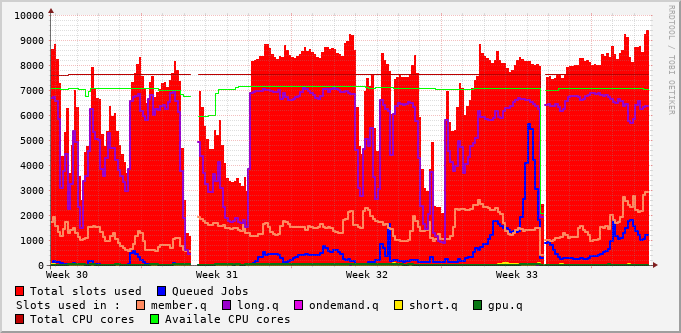 10000
9000
8000
7000
6000
5000
4000
3000
2000
1000
0
Week 30 Week 31 Week 32 Week 33
RRDTOOL / TOBI OETIKER
Total slots used Queued Jobs
Slots used in : member.q long.q ondemand.q short.q gpu.q
Total CPU cores Availale CPU cores